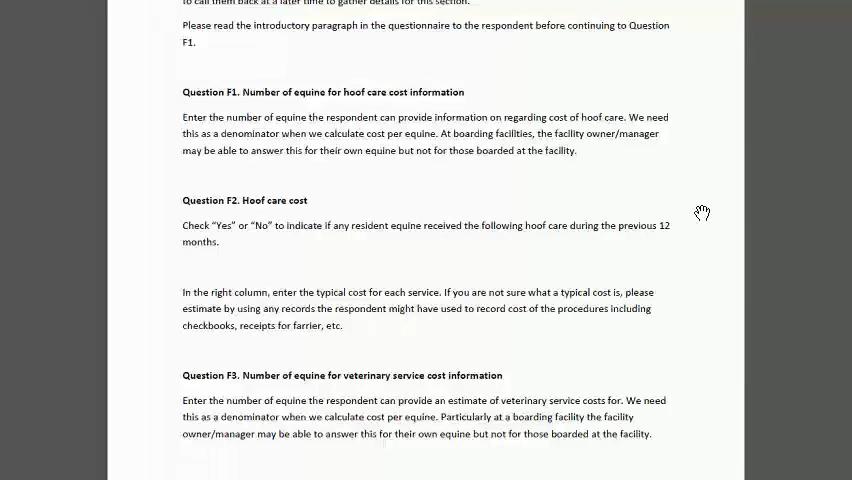 to call them back at a later time to gather details for this section.
Please read the introductory paragraph in the questionnaire to the respondent before continuing to Question
F1.
Question F1. Number of equine for hoof care cost information
Enter the number of equine the respondent can provide information on regarding cost of hoof care. We need
this as a denominator when we calculate cost per equine. At boarding facilities, the facility owner/manager
may be able to answer this for their own equine but not for those boarded at the facility.
Question F2. Hoof care cost
Check “Yes” or “No” to indicate if any resident equine received the following hoof care during the previous 12
months.
In the right column, enter the typical cost for each service. If you are not sure what a typical cost is, please
estimate by using any records the respondent might have used to record cost of the procedures including
checkbooks, receipts for farrier, etc.
Question F3. Number of equine for veterinary service cost information
Enter the number of equine the respondent can provide an estimate of veterinary service costs for. We need
this as a denominator when we calculate cost per equine. Particularly at a boarding facility the facility
owner/manager may be able to answer this for their own equine but not for those boarded at the facility.